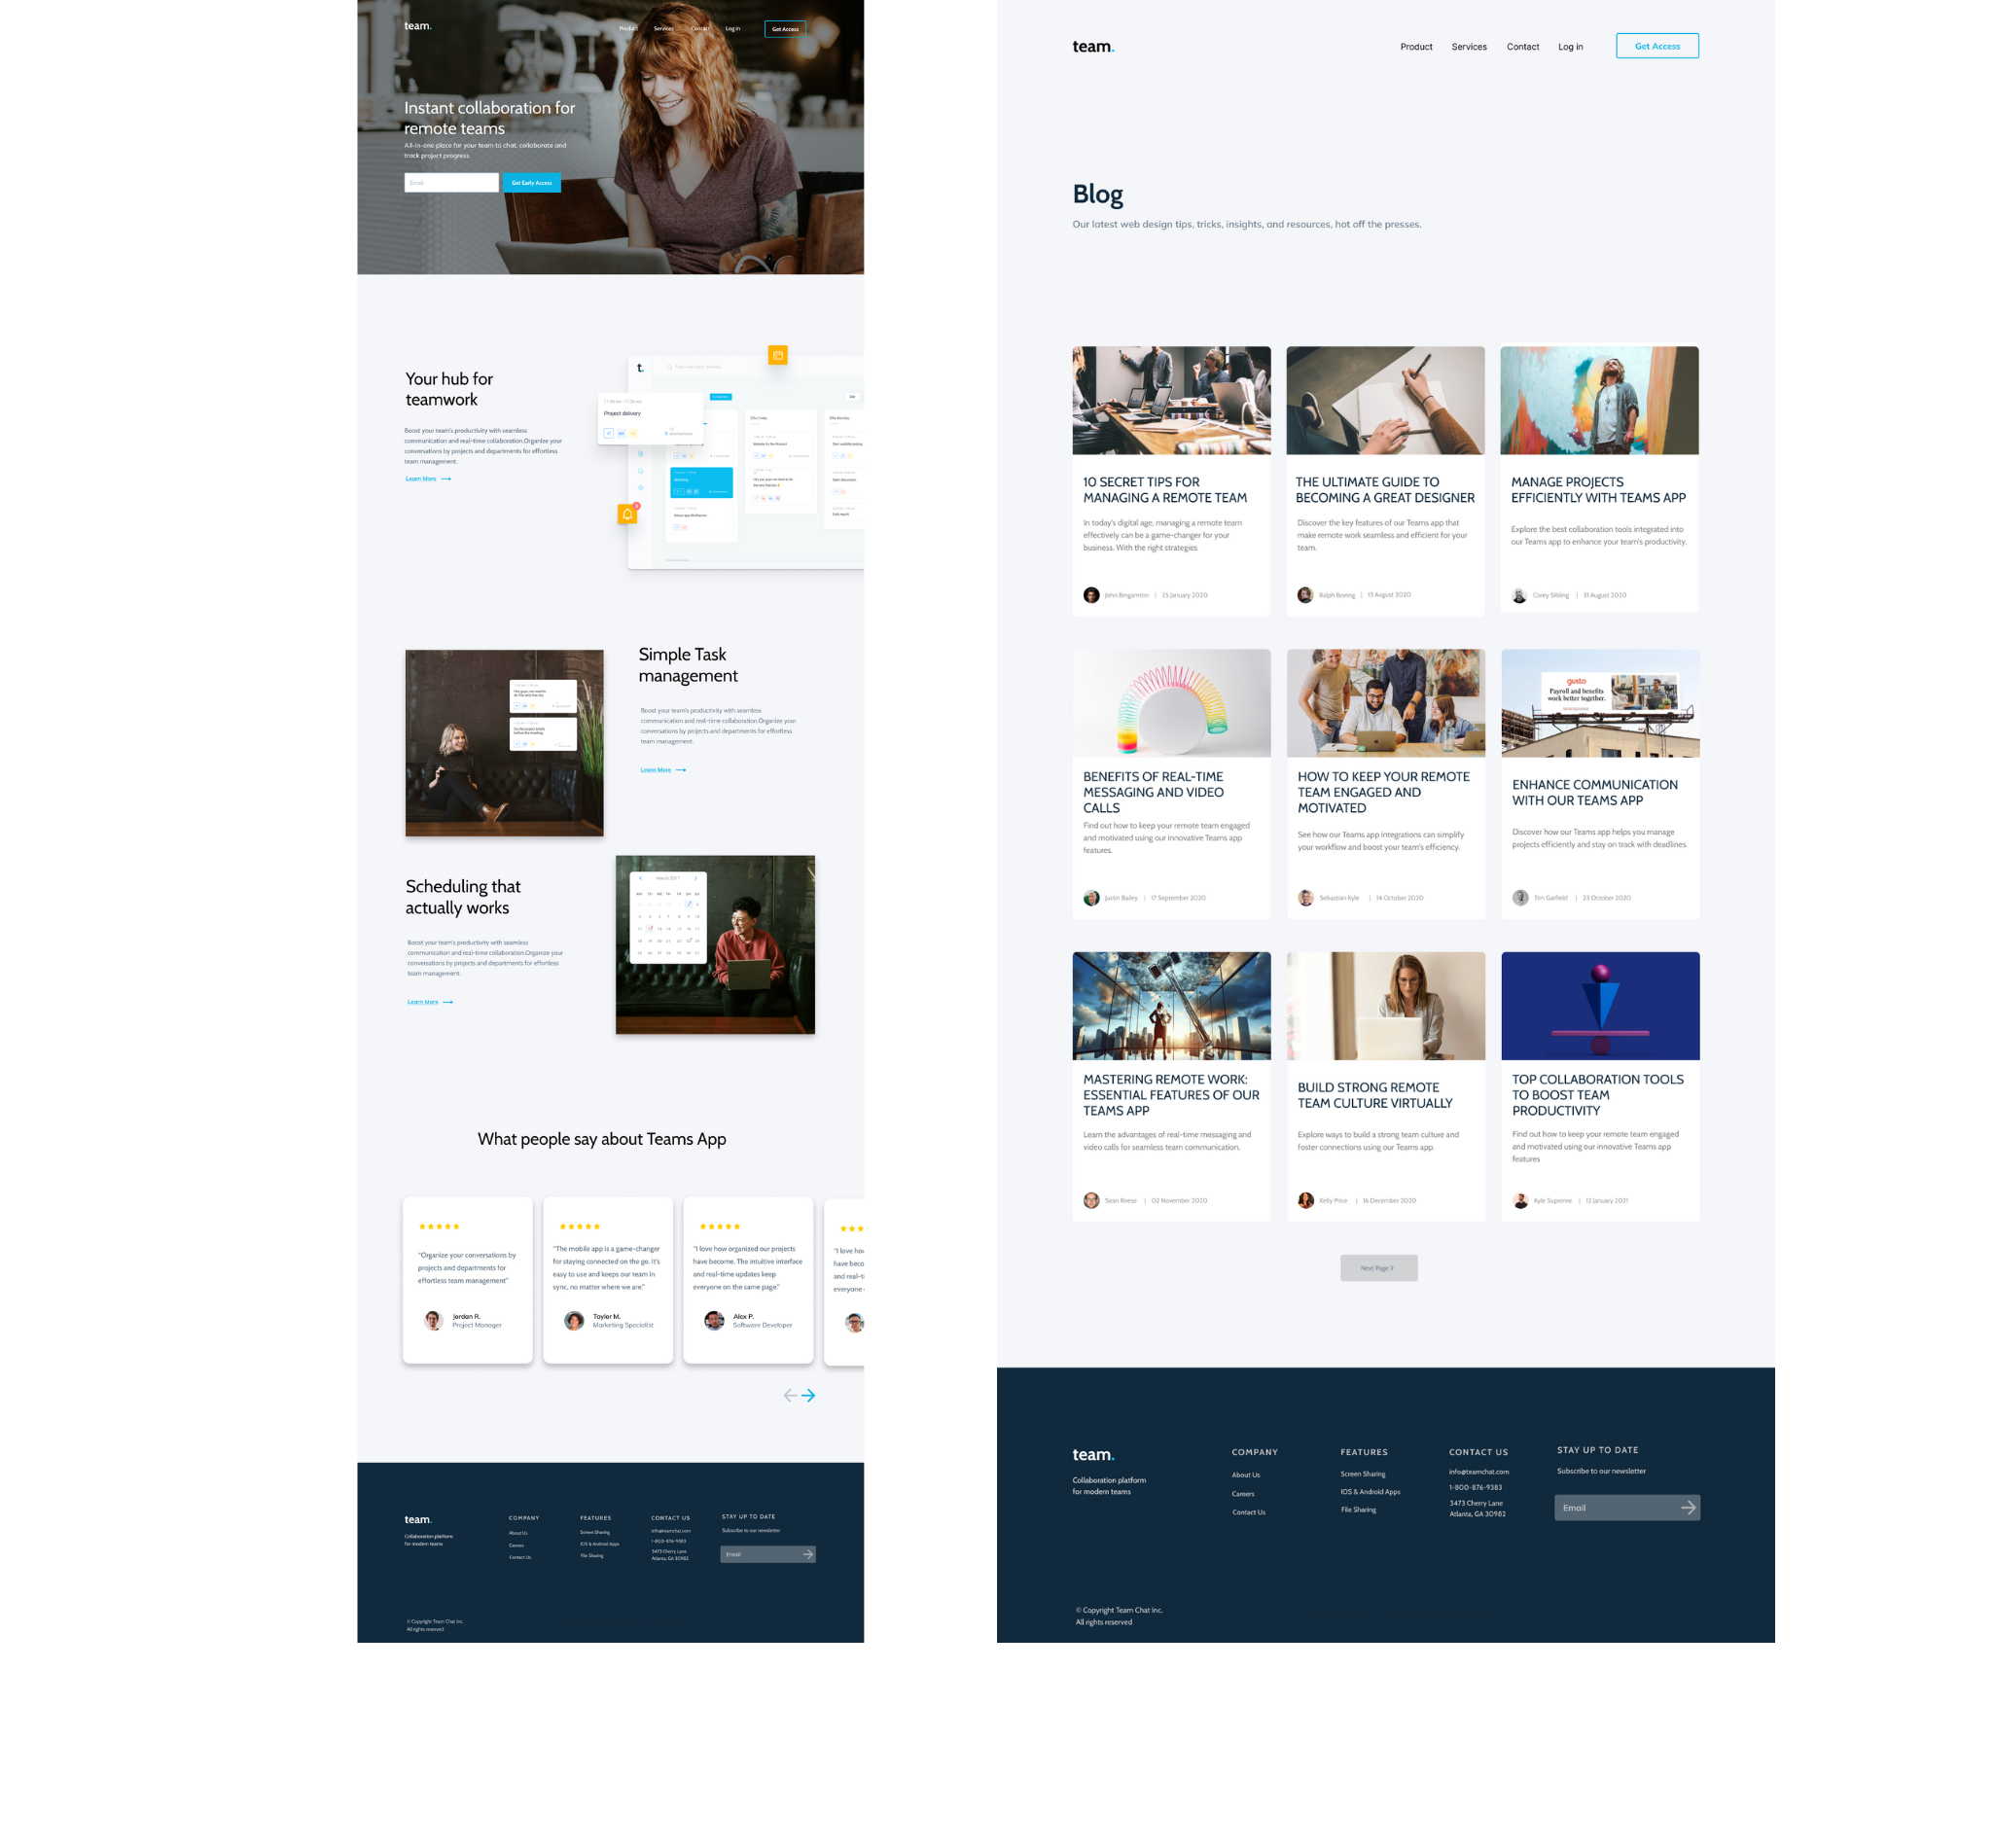 team.
Product Services Contact Log in Get Access
Instant collaboration for
remote teams
All-in-one place for your team to chat, collaborate and
track project progress
Email
Get Early Access
Your hub for
teamwork
Boost your team's productivity with seamless
communication and real-time collaboration.Organize your
conversations by projects and departments for effortless
team management.
Learn More
t.
Project delivery
Simple Task
management
Boost your team's productivity with seamless
communication and real-time collaboration.Organize your
conversations by projects and departments for effortless
team management.
Learn More
Scheduling that
actually works
Boost your team's productivity with seamless
communication and real-time collaboration.Organize your
conversations by projects and departments for effortless
team management.
Learn More
March 2017
What people say about Teams App
"Organize your conversations by
projects and departments for
effortless team management"
Jordan R.
Project Manager
"The mobile app is a game-changer
for staying connected on the go. It's
easy to use and keeps our team in
sync, no matter where we are."
Taylor M.
Marketing Specialist
"I love how organized our projects
have become. The intuitive interface
and real-time updates keep
everyone on the same page."
Alex P.
Software Developer
"I love how
have beco
and real-ti
everyone
team.
Collaboration platform
for modern teams
COMPANY
About Us
Careers
Contact Us
FEATURES
Screen Sharing
IOS & Android Apps
File Sharing
CONTACT US
info@teamchat.com
1-800-876-9383
3473 Cherry Lane
Atlanta, GA 30982
STAY UP TO DATE
Subscribe to our newsletter
Email
© Copyright Team Chat Inc.
All rights reserved
team.
Product Services Contact Log in Get Access
Blog
Our latest web design tips, tricks, insights, and resources, hot off the presses.
10 SECRET TIPS FOR
MANAGING A REMOTE TEAM
In today's digital age, managing a remote team
effectively can be a game-changer for your
business. With the right strategies
John Bingamton | 25 January 2020
THE ULTIMATE GUIDE TO
BECOMING A GREAT DESIGNER
Discover the key features of our Teams app that
make remote work seamless and efficient for your
team.
Ralph Boeing | 13 August 2020
MANAGE PROJECTS
EFFICIENTLY WITH TEAMS APP
Explore the best collaboration tools integrated into
our Teams app to enhance your team's productivity.
Corey Sibling | 31 August 2020
BENEFITS OF REAL-TIME
MESSAGING AND VIDEO
CALLS
Find out how to keep your remote team engaged
and motivated using our innovative Teams app
features.
Justin Bailey | 17 September 2020
HOW TO KEEP YOUR REMOTE
TEAM ENGAGED AND
MOTIVATED
See how our Teams app integrations can simplify
your workflow and boost your team's efficiency.
Sebastian Kyle | 14 October 2020
gusto
Payroll and benefits
work better together.
ENHANCE COMMUNICATION
WITH OUR TEAMS APP
Discover how our Teams app helps you manage
projects efficiently and stay on track with deadlines.
Tim Garfield | 23 October 2020
MASTERING REMOTE WORK:
ESSENTIAL FEATURES OF OUR
TEAMS APP
Learn the advantages of real-time messaging and
video calls for seamless team communication.
Sean Reese | 02 November 2020
BUILD STRONG REMOTE
TEAM CULTURE VIRTUALLY
Explore ways to build a strong team culture and
foster connections using our Teams app.
Kelly Price | 16 December 2020
TOP COLLABORATION TOOLS
TO BOOST TEAM
PRODUCTIVITY
Find out how to keep your remote team engaged
and motivated using our innovative Teams app
features
Kyle Supreme | 12 January 2021
Next Page >
team.
Collaboration platform
for modern teams
COMPANY
About Us
Careers
Contact Us
FEATURES
Screen Sharing
IOS & Android Apps
File Sharing
CONTACT US
info@teamchat.com
1-800-876-9383
3473 Cherry Lane
Atlanta, GA 30982
STAY UP TO DATE
Subscribe to our newsletter
Email
© Copyright Team Chat Inc.
All rights reserved